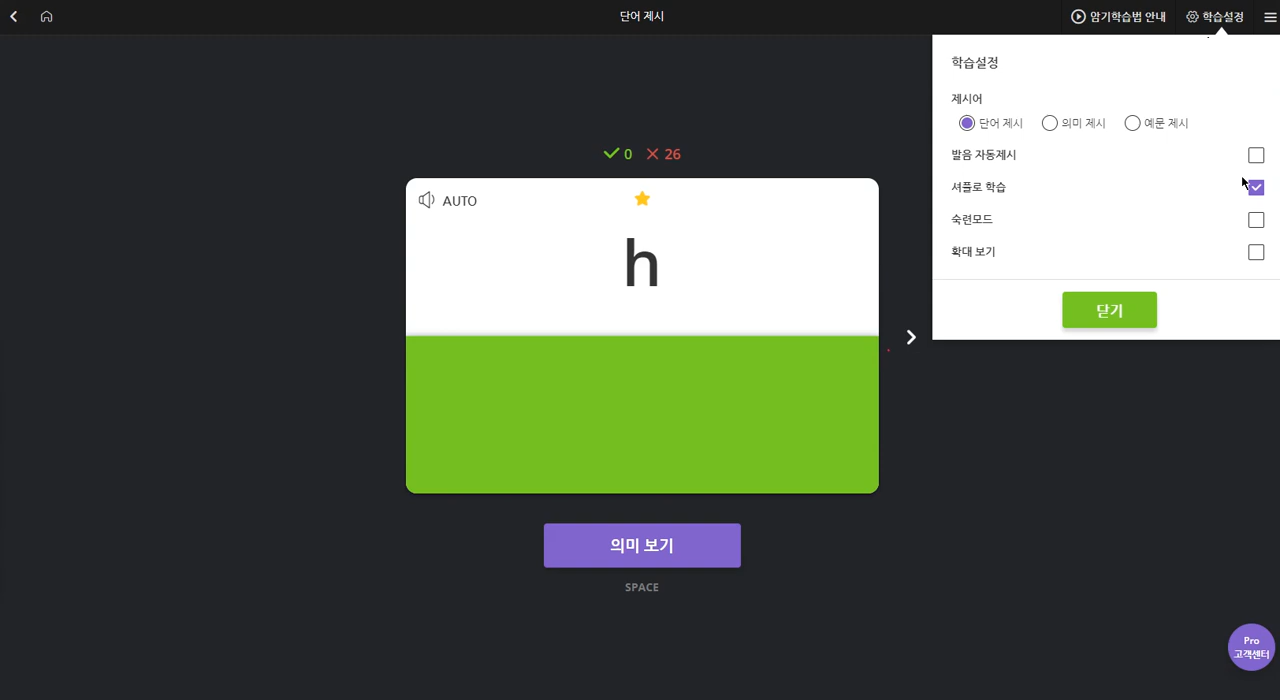 단어 제시
암기학습법 안내
학습설정
학습설정
제시어
단어 제시
의미 제시
예문 제시
발음 자동제시
셔플로 학습
숙련모드
확대 보기
닫기
0
26
AUTO
h
의미 보기
SPACE
Pro
고객센터